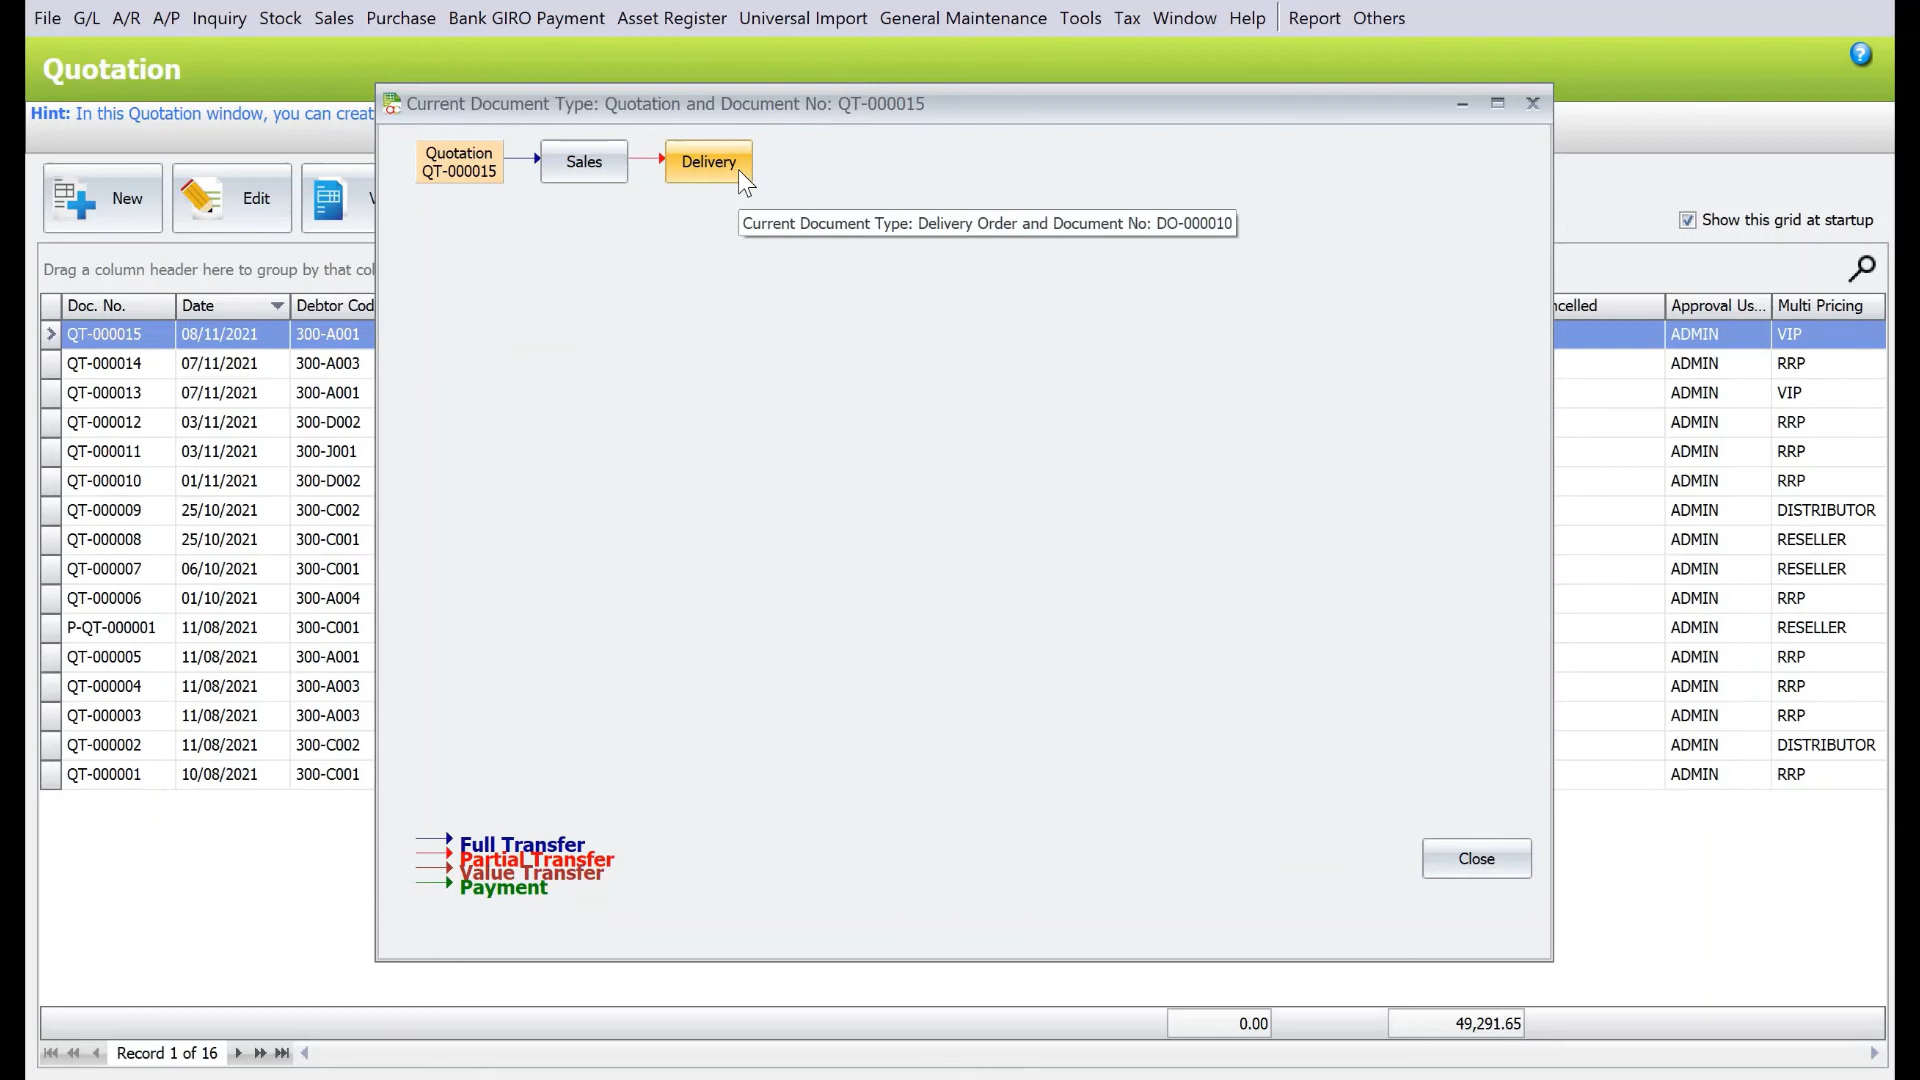 File G/L A/R A/P Inquiry Stock Sales Purchase Bank GIRO Payment Asset Register Universal Import General Maintenance Tools Tax Window Help Report Others
Quotation
Hint: In this Quotation window, you can creat
Current Document Type: Quotation and Document No: QT-000015
Quotation
QT-000015
Sales
Delivery
Current Document Type: Delivery Order and Document No: DO-000010
New
Edit
Show this grid at startup
Drag a column header here to group by that col
Doc. No. Date Debtor Cod ncelled Approval Us... Multi Pricing
QT-000015 08/11/2021 300-A001 ADMIN VIP
QT-000014 07/11/2021 300-A003 ADMIN RRP
QT-000013 07/11/2021 300-A001 ADMIN VIP
QT-000012 03/11/2021 300-D002 ADMIN RRP
QT-000011 03/11/2021 300-J001 ADMIN RRP
QT-000010 01/11/2021 300-D002 ADMIN RRP
QT-000009 25/10/2021 300-C002 ADMIN DISTRIBUTOR
QT-000008 25/10/2021 300-C001 ADMIN RESELLER
QT-000007 06/10/2021 300-C001 ADMIN RESELLER
QT-000006 01/10/2021 300-A004 ADMIN RRP
P-QT-000001 11/08/2021 300-C001 ADMIN RESELLER
QT-000005 11/08/2021 300-A001 ADMIN RRP
QT-000004 11/08/2021 300-A003 ADMIN RRP
QT-000003 11/08/2021 300-A003 ADMIN RRP
QT-000002 11/08/2021 300-C002 ADMIN DISTRIBUTOR
QT-000001 10/08/2021 300-C001 ADMIN RRP
Full Transfer
Partial Transfer
Value Transfer
Payment
Close
0.00 49,291.65
Record 1 of 16